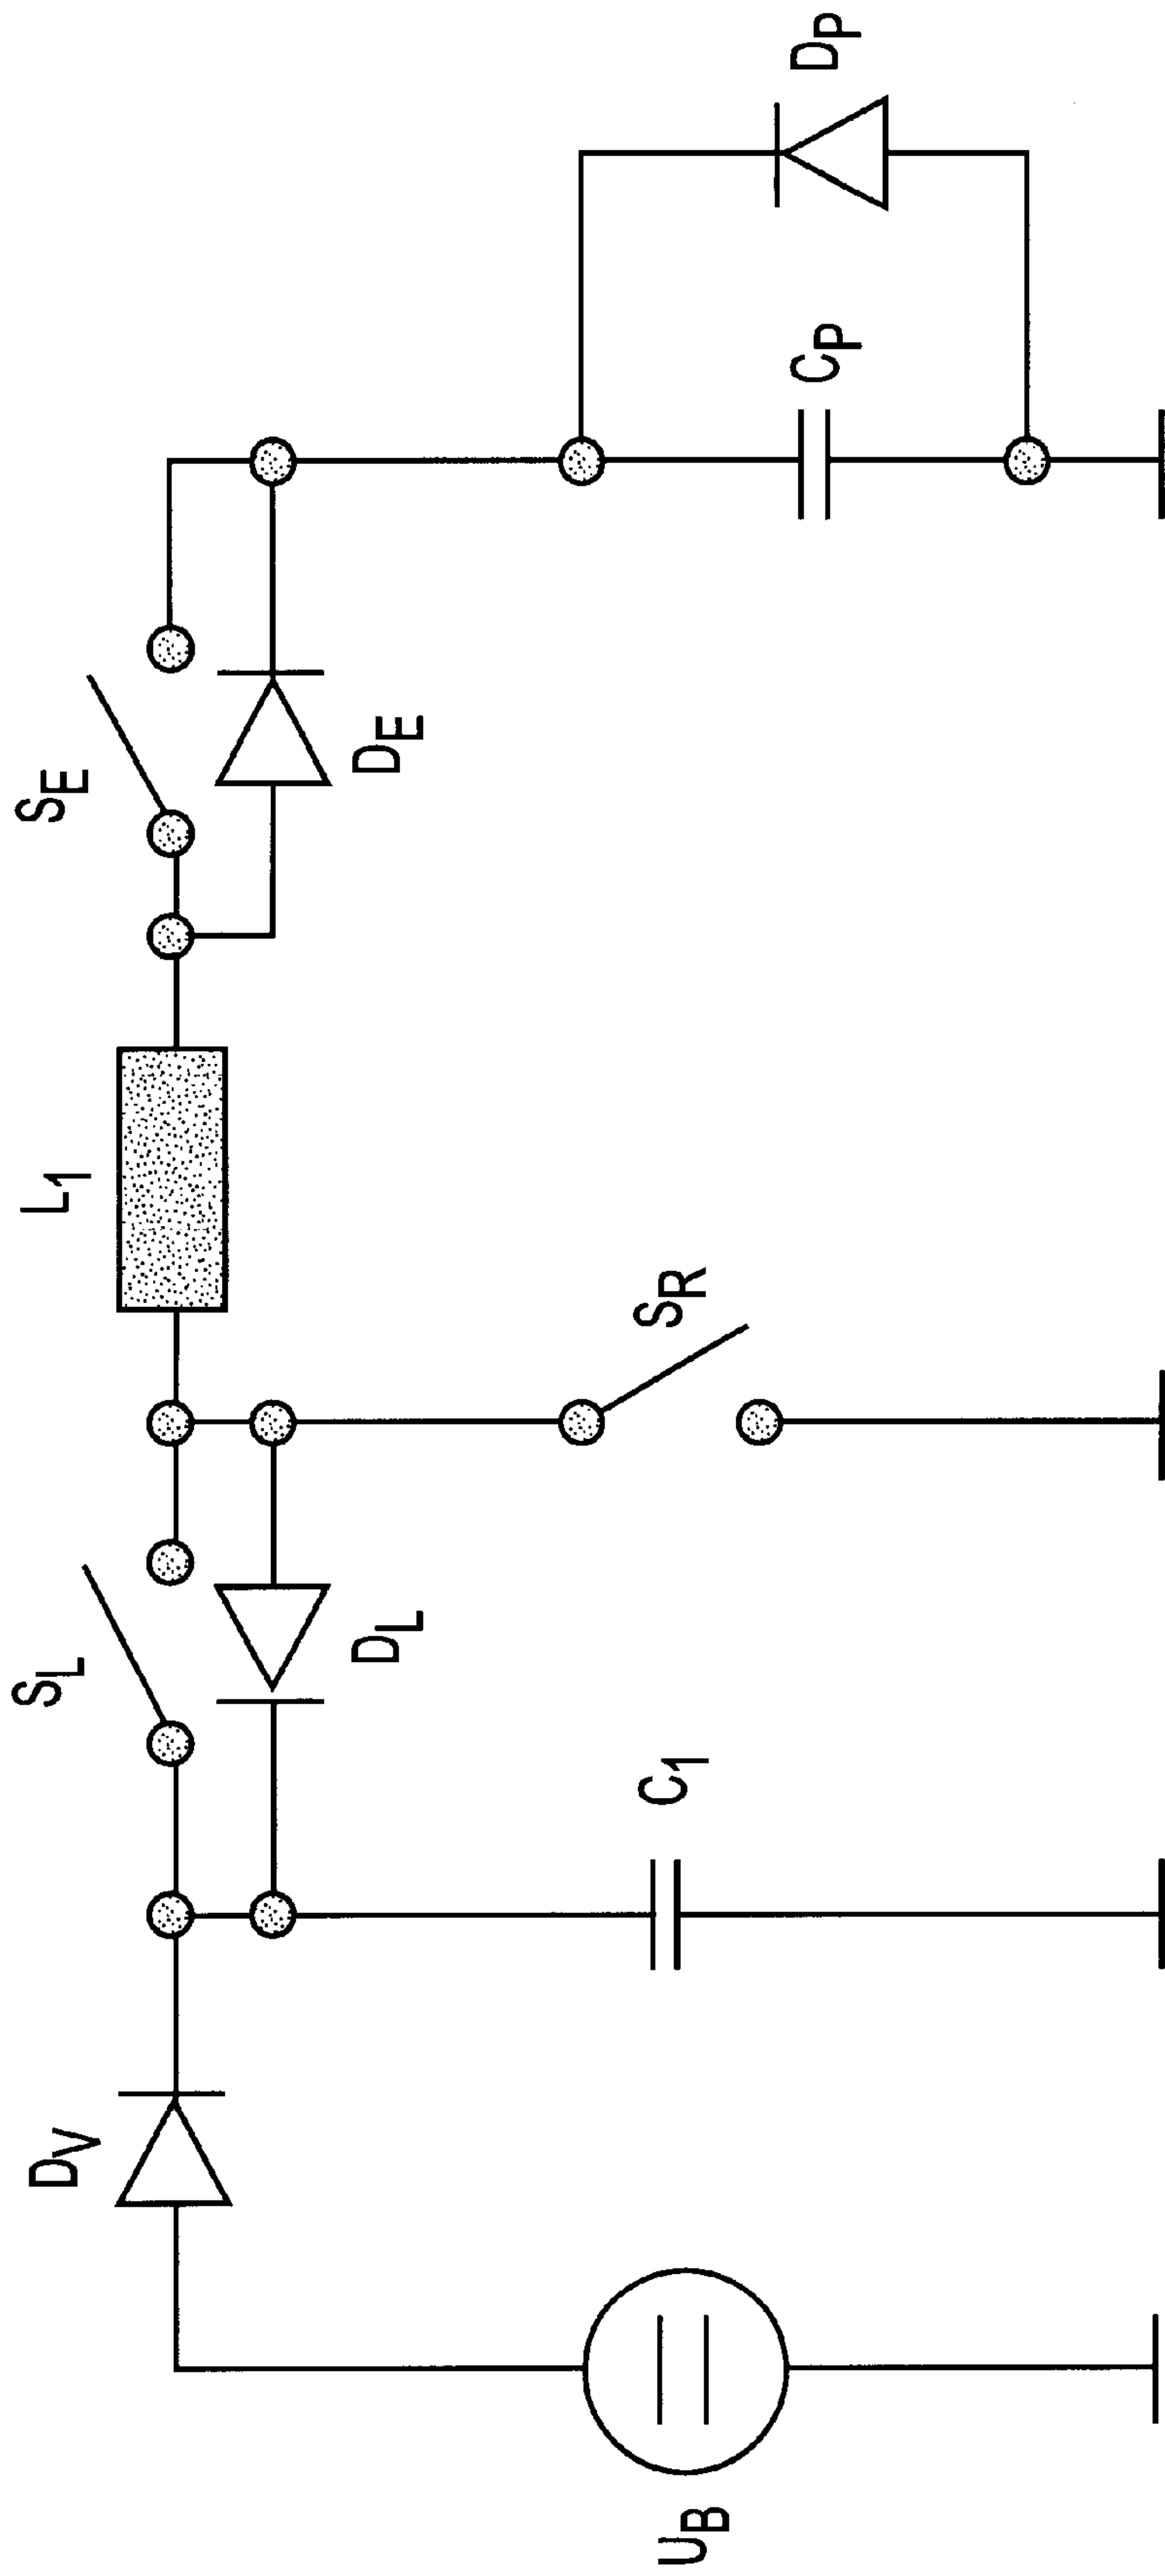 S_L
S_E
D_V
L_1
D_L
D_E
S_R
C_1
U_B
C_P
D_P